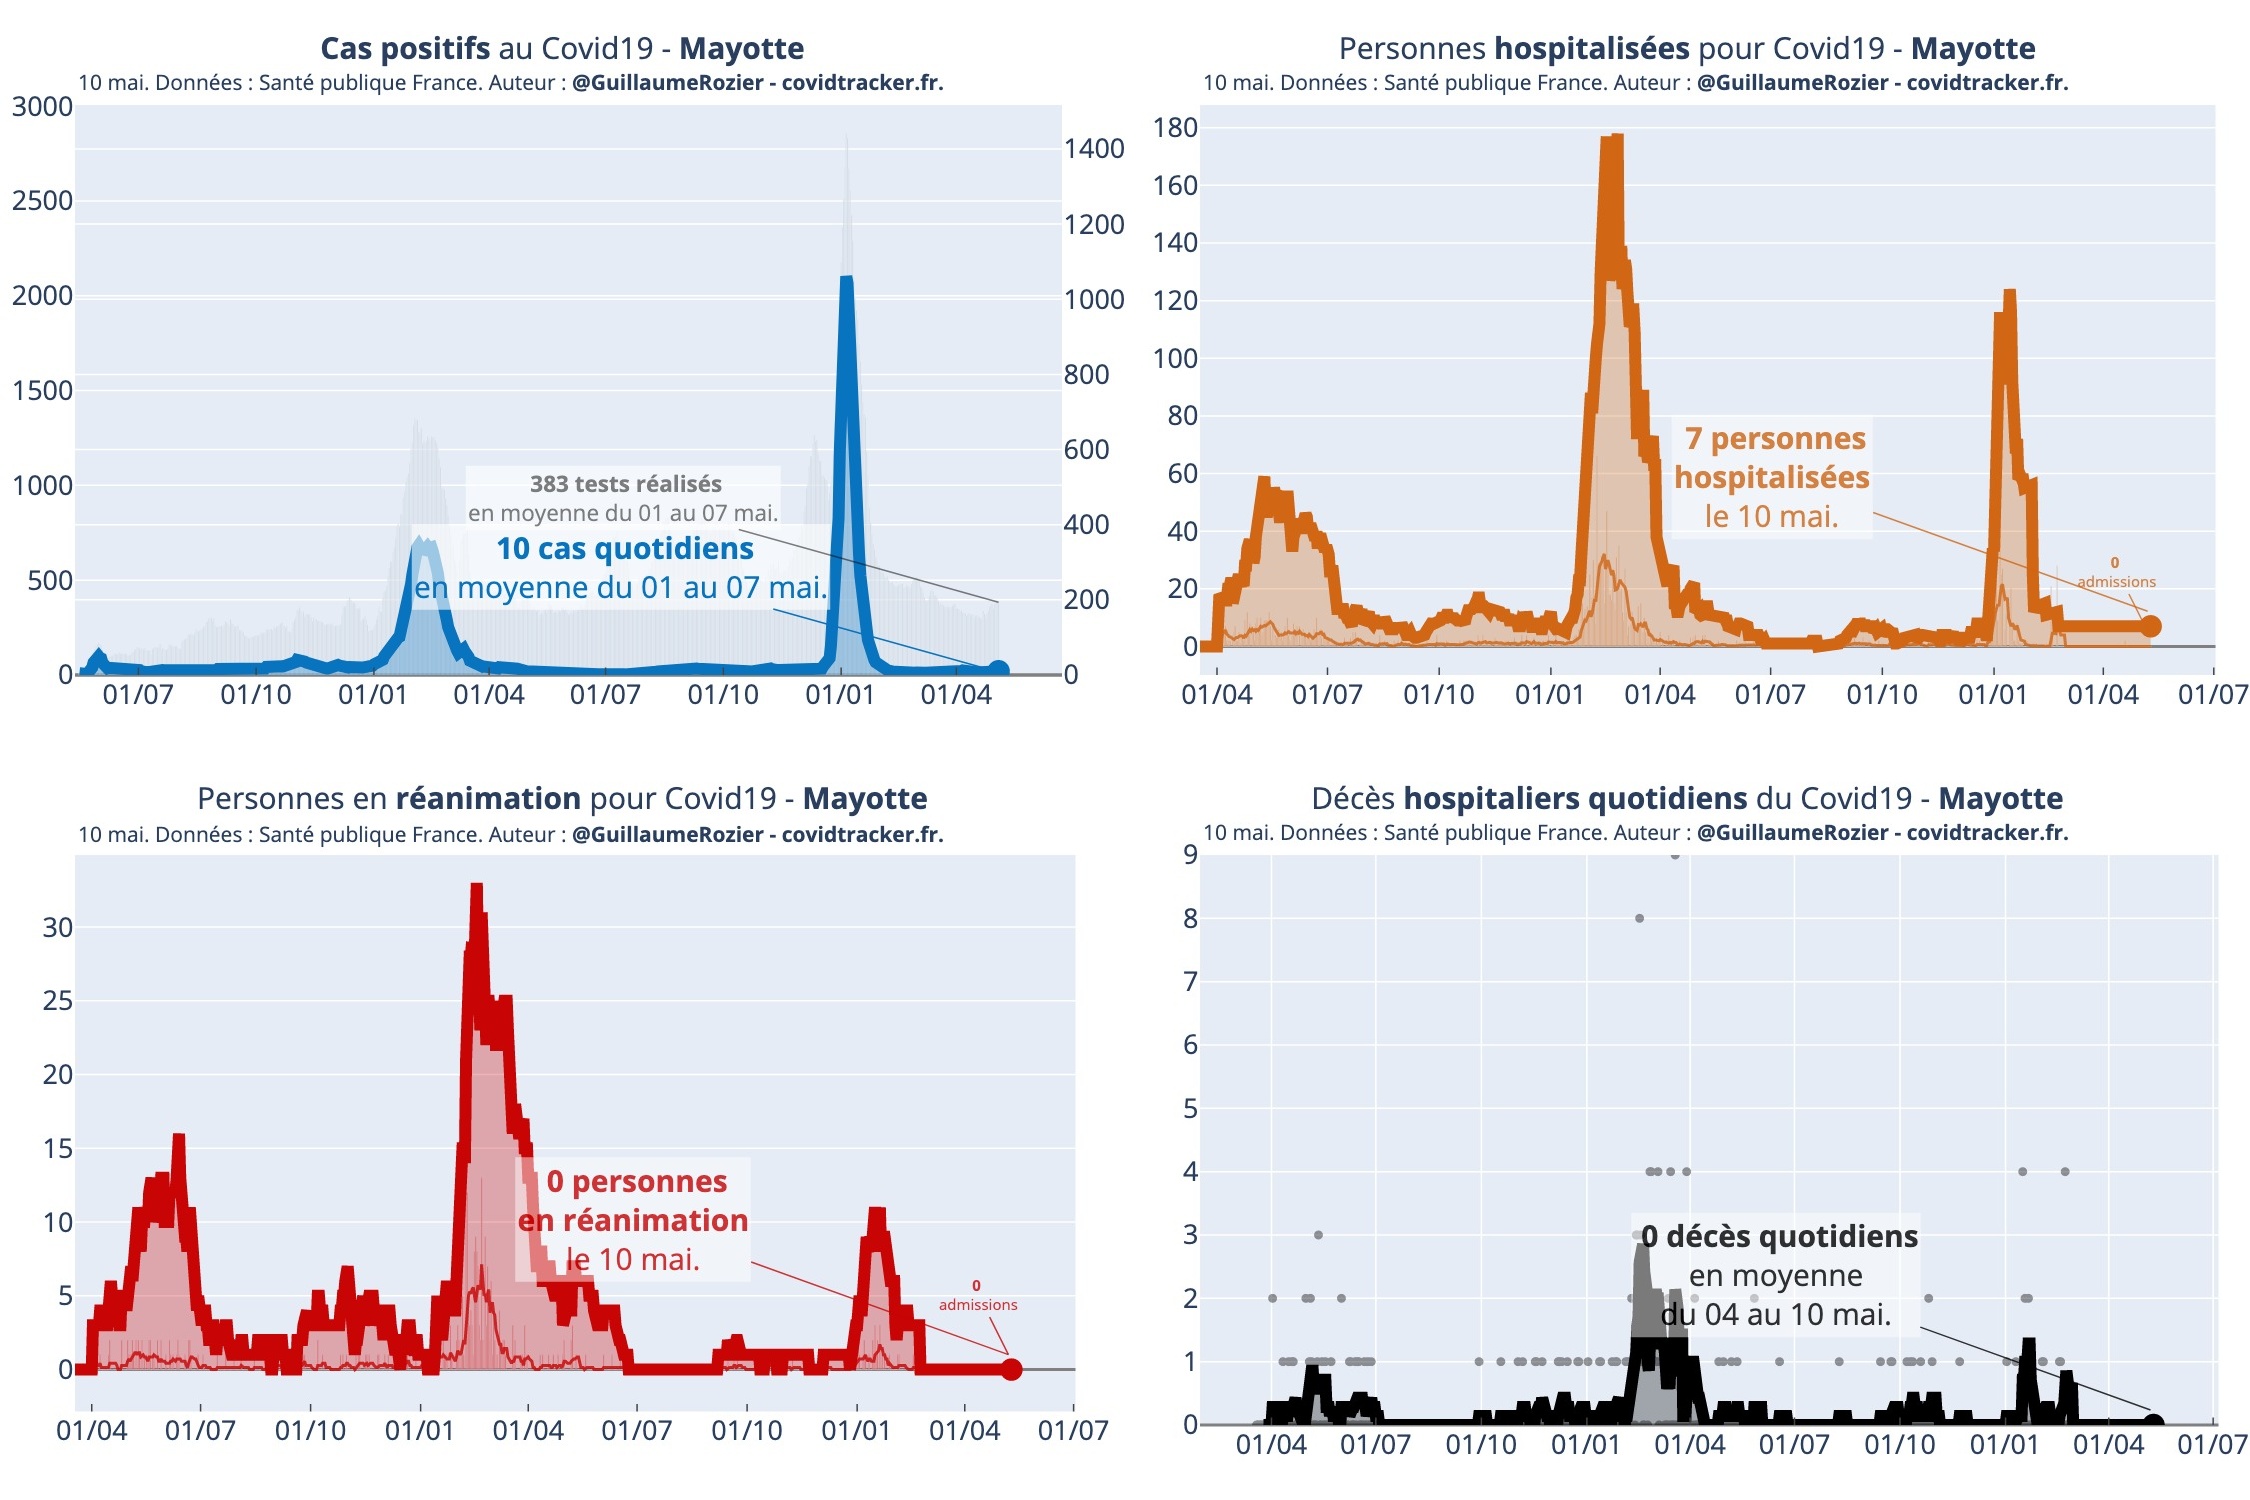 Cas positifs au Covid19 - Mayotte
10 mai. Données : Santé publique France. Auteur : @GuillaumeRozier - covidtracker.fr.
3000
2500
2000
1500
1000
500
0
1400
1200
1000
800
600
400
200
0
383 tests réalisés
en moyenne du 01 au 07 mai.
10 cas quotidiens
en moyenne du 01 au 07 mai.
01/07 01/10 01/01 01/04 01/07 01/10 01/01 01/04
Personnes hospitalisées pour Covid19 - Mayotte
10 mai. Données : Santé publique France. Auteur : @GuillaumeRozier - covidtracker.fr.
180
160
140
120
100
80
60
40
20
0
7 personnes
hospitalisées
le 10 mai.
0
admissions
01/04 01/07 01/10 01/01 01/04 01/07 01/10 01/01 01/04 01/07
Personnes en réanimation pour Covid19 - Mayotte
10 mai. Données : Santé publique France. Auteur : @GuillaumeRozier - covidtracker.fr.
30
25
20
15
10
5
0
0 personnes
en réanimation
le 10 mai.
0
admissions
01/04 01/07 01/10 01/01 01/04 01/07 01/10 01/01 01/04 01/07
Décès hospitaliers quotidiens du Covid19 - Mayotte
10 mai. Données : Santé publique France. Auteur : @GuillaumeRozier - covidtracker.fr.
9
8
7
6
5
4
3
2
1
0
0 décès quotidiens
en moyenne
du 04 au 10 mai.
01/04 01/07 01/10 01/01 01/04 01/07 01/10 01/01 01/04 01/07